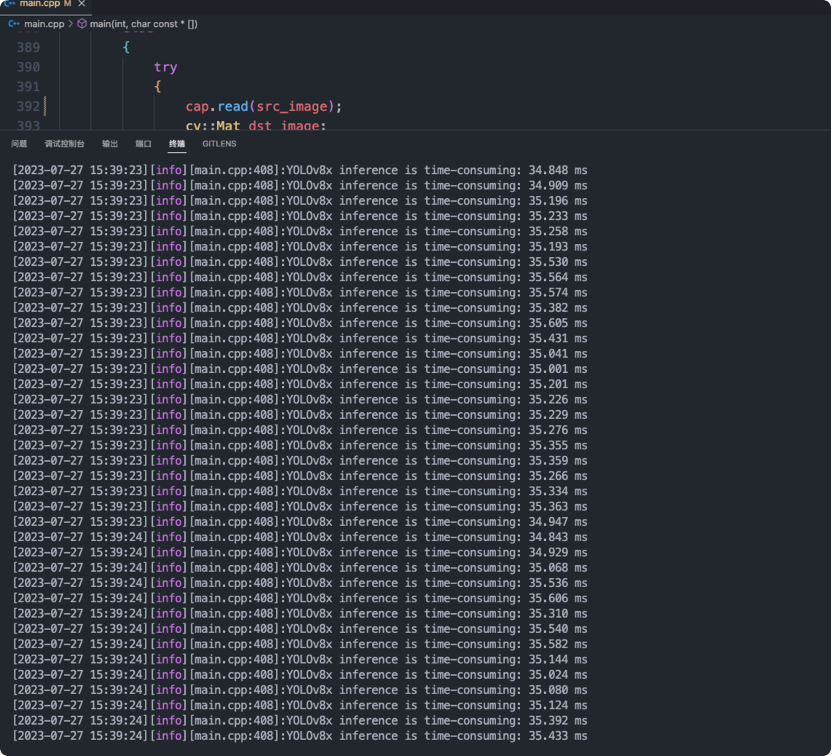 main.cpp M ×
main.cpp > main(int, char const * [])
389 {
390 try
391 {
392 cap.read(src_image);
393 cv::Mat dst_image;
问题 调试控制台 输出 端口 终端 GITLENS
[2023-07-27 15:39:23][info][main.cpp:408]:YOLOv8x inference is time-consuming: 34.848 ms
[2023-07-27 15:39:23][info][main.cpp:408]:YOLOv8x inference is time-consuming: 34.909 ms
[2023-07-27 15:39:23][info][main.cpp:408]:YOLOv8x inference is time-consuming: 35.196 ms
[2023-07-27 15:39:23][info][main.cpp:408]:YOLOv8x inference is time-consuming: 35.233 ms
[2023-07-27 15:39:23][info][main.cpp:408]:YOLOv8x inference is time-consuming: 35.258 ms
[2023-07-27 15:39:23][info][main.cpp:408]:YOLOv8x inference is time-consuming: 35.193 ms
[2023-07-27 15:39:23][info][main.cpp:408]:YOLOv8x inference is time-consuming: 35.530 ms
[2023-07-27 15:39:23][info][main.cpp:408]:YOLOv8x inference is time-consuming: 35.564 ms
[2023-07-27 15:39:23][info][main.cpp:408]:YOLOv8x inference is time-consuming: 35.574 ms
[2023-07-27 15:39:23][info][main.cpp:408]:YOLOv8x inference is time-consuming: 35.382 ms
[2023-07-27 15:39:23][info][main.cpp:408]:YOLOv8x inference is time-consuming: 35.605 ms
[2023-07-27 15:39:23][info][main.cpp:408]:YOLOv8x inference is time-consuming: 35.431 ms
[2023-07-27 15:39:23][info][main.cpp:408]:YOLOv8x inference is time-consuming: 35.041 ms
[2023-07-27 15:39:23][info][main.cpp:408]:YOLOv8x inference is time-consuming: 35.001 ms
[2023-07-27 15:39:23][info][main.cpp:408]:YOLOv8x inference is time-consuming: 35.201 ms
[2023-07-27 15:39:23][info][main.cpp:408]:YOLOv8x inference is time-consuming: 35.226 ms
[2023-07-27 15:39:23][info][main.cpp:408]:YOLOv8x inference is time-consuming: 35.229 ms
[2023-07-27 15:39:23][info][main.cpp:408]:YOLOv8x inference is time-consuming: 35.276 ms
[2023-07-27 15:39:23][info][main.cpp:408]:YOLOv8x inference is time-consuming: 35.355 ms
[2023-07-27 15:39:23][info][main.cpp:408]:YOLOv8x inference is time-consuming: 35.359 ms
[2023-07-27 15:39:23][info][main.cpp:408]:YOLOv8x inference is time-consuming: 35.266 ms
[2023-07-27 15:39:23][info][main.cpp:408]:YOLOv8x inference is time-consuming: 35.334 ms
[2023-07-27 15:39:23][info][main.cpp:408]:YOLOv8x inference is time-consuming: 35.363 ms
[2023-07-27 15:39:23][info][main.cpp:408]:YOLOv8x inference is time-consuming: 34.947 ms
[2023-07-27 15:39:24][info][main.cpp:408]:YOLOv8x inference is time-consuming: 34.843 ms
[2023-07-27 15:39:24][info][main.cpp:408]:YOLOv8x inference is time-consuming: 34.929 ms
[2023-07-27 15:39:24][info][main.cpp:408]:YOLOv8x inference is time-consuming: 35.068 ms
[2023-07-27 15:39:24][info][main.cpp:408]:YOLOv8x inference is time-consuming: 35.536 ms
[2023-07-27 15:39:24][info][main.cpp:408]:YOLOv8x inference is time-consuming: 35.606 ms
[2023-07-27 15:39:24][info][main.cpp:408]:YOLOv8x inference is time-consuming: 35.310 ms
[2023-07-27 15:39:24][info][main.cpp:408]:YOLOv8x inference is time-consuming: 35.540 ms
[2023-07-27 15:39:24][info][main.cpp:408]:YOLOv8x inference is time-consuming: 35.582 ms
[2023-07-27 15:39:24][info][main.cpp:408]:YOLOv8x inference is time-consuming: 35.144 ms
[2023-07-27 15:39:24][info][main.cpp:408]:YOLOv8x inference is time-consuming: 35.024 ms
[2023-07-27 15:39:24][info][main.cpp:408]:YOLOv8x inference is time-consuming: 35.080 ms
[2023-07-27 15:39:24][info][main.cpp:408]:YOLOv8x inference is time-consuming: 35.124 ms
[2023-07-27 15:39:24][info][main.cpp:408]:YOLOv8x inference is time-consuming: 35.392 ms
[2023-07-27 15:39:24][info][main.cpp:408]:YOLOv8x inference is time-consuming: 35.433 ms